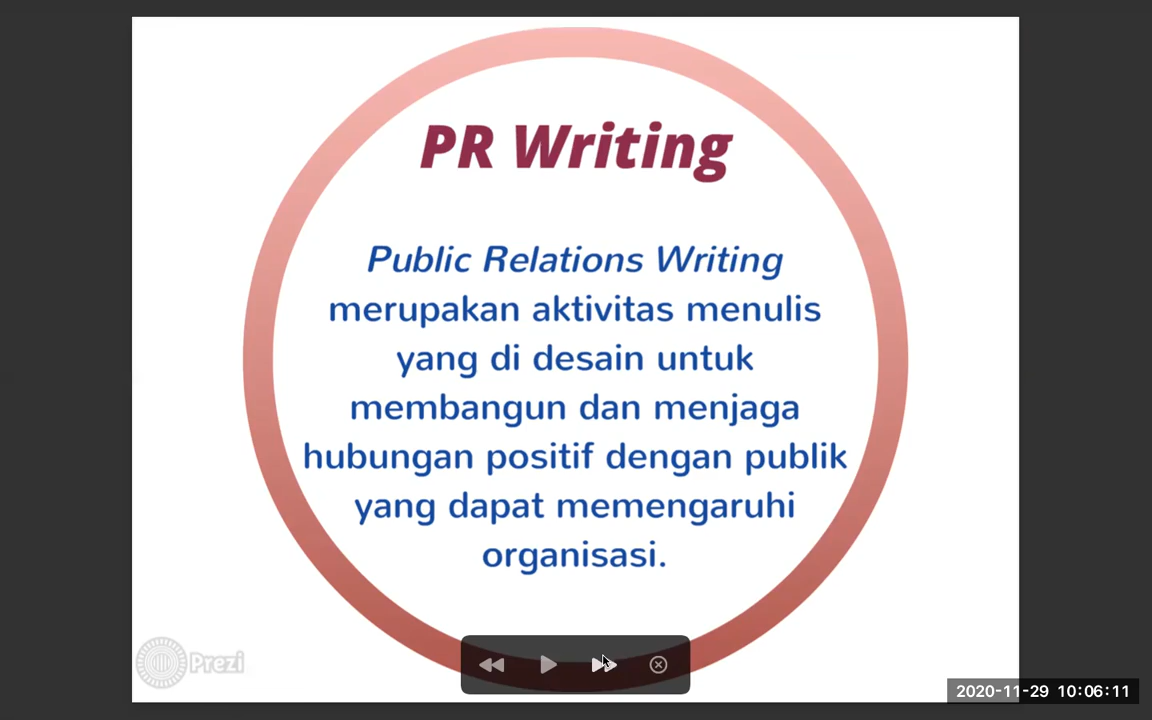 PR Writing
Public Relations Writing
merupakan aktivitas menulis
yang di desain untuk
membangun dan menjaga
hubungan positif dengan publik
yang dapat memengaruhi
organisasi.
Prezi
2020-11-29 10:06:11